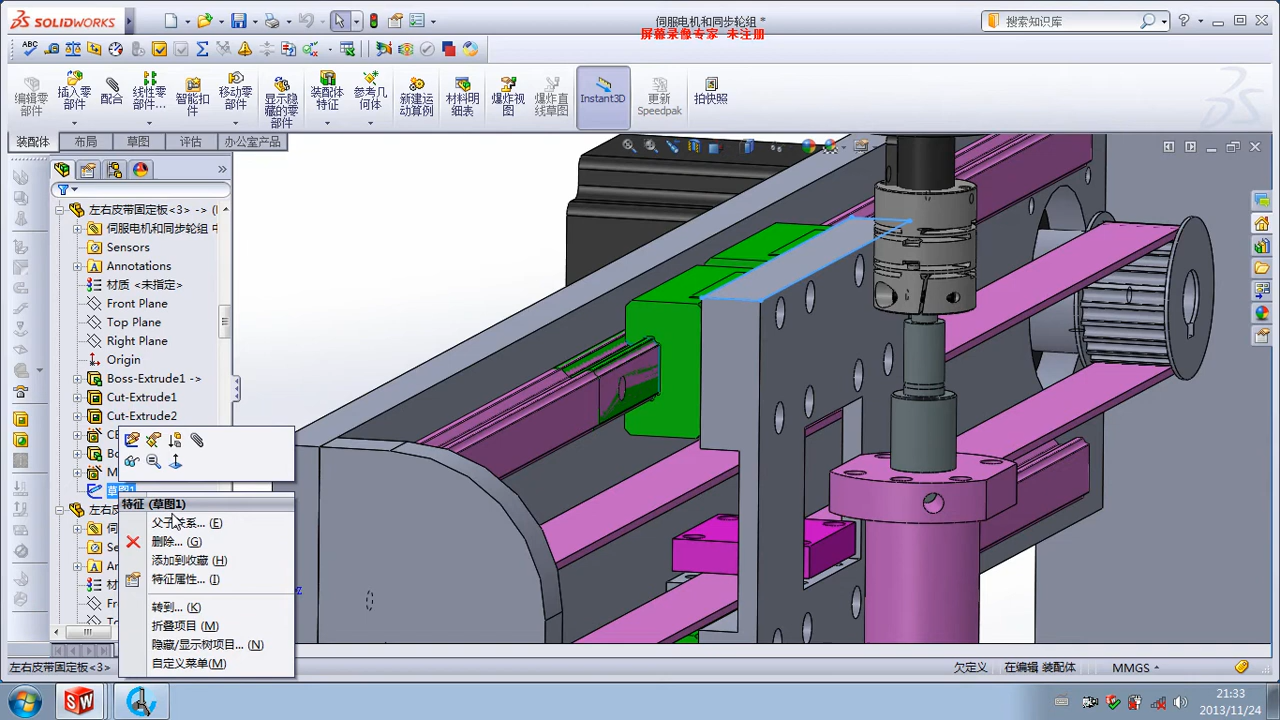 SOLIDWORKS
伺服电机和同步轮组 *
屏幕录像专家 未注册
搜索知识库
编辑零部件
插入零部件
配合
线性零部件...
智能扣件
移动零部件
显示隐藏的零部件
装配体特征
参考几何体
新建运动算例
材料明细表
爆炸视图
爆炸直线草图
Instant3D
更新 Speedpak
拍快照
装配体
布局
草图
评估
办公室产品
左右皮带固定板<3> -> (
伺服电机和同步轮组 中
Sensors
Annotations
材质 <未指定>
Front Plane
Top Plane
Right Plane
Origin
Boss-Extrude1 ->
Cut-Extrude1
Cut-Extrude2
草图1
特征 (草图1)
父子关系... (E)
删除... (G)
添加到收藏 (H)
特征属性... (I)
转到... (K)
折叠项目 (M)
隐藏/显示树项目... (N)
自定义菜单(M)
左右皮带固定板<3>
欠定义
在编辑 装配体
MMGS
21:33
2013/11/24